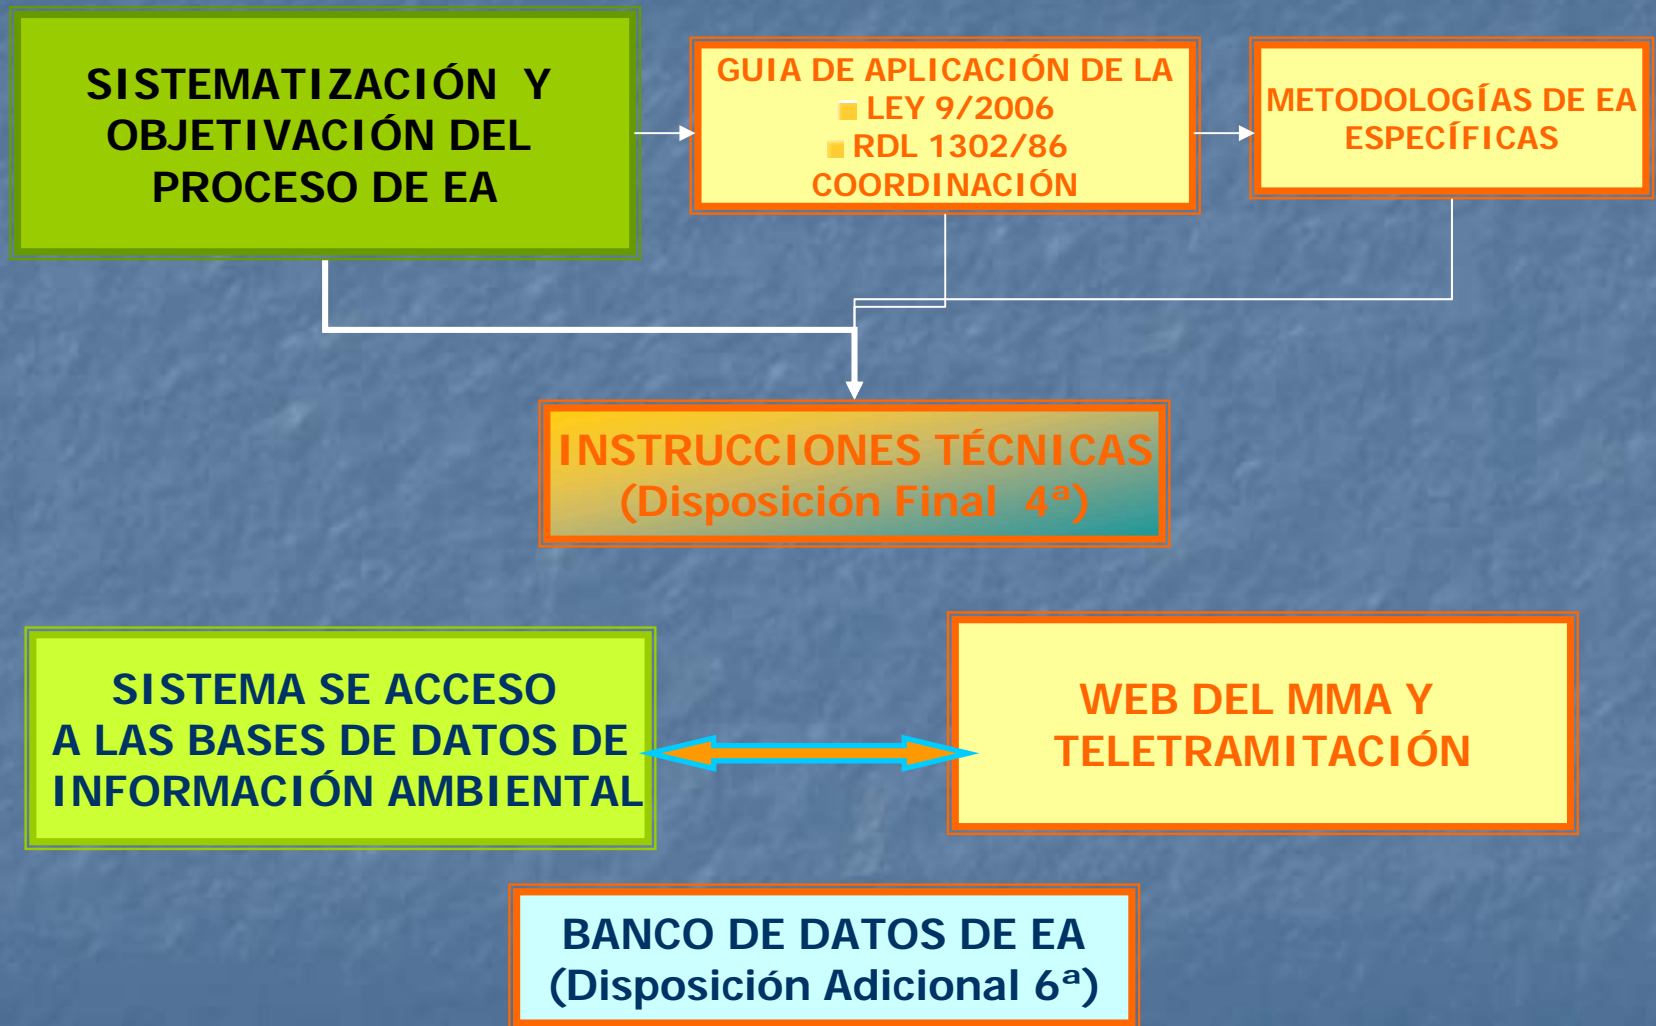 SISTEMATIZACIÓN Y
OBJETIVACIÓN DEL
PROCESO DE EA
GUIA DE APLICACIÓN DE LA
LEY 9/2006
RDL 1302/86
COORDINACIÓN
METODOLOGÍAS DE EA
ESPECÍFICAS
INSTRUCCIONES TÉCNICAS
(Disposición Final 4ª)
SISTEMA SE ACCESO
A LAS BASES DE DATOS DE
INFORMACIÓN AMBIENTAL
WEB DEL MMA Y
TELETRAMITACIÓN
BANCO DE DATOS DE EA
(Disposición Adicional 6ª)